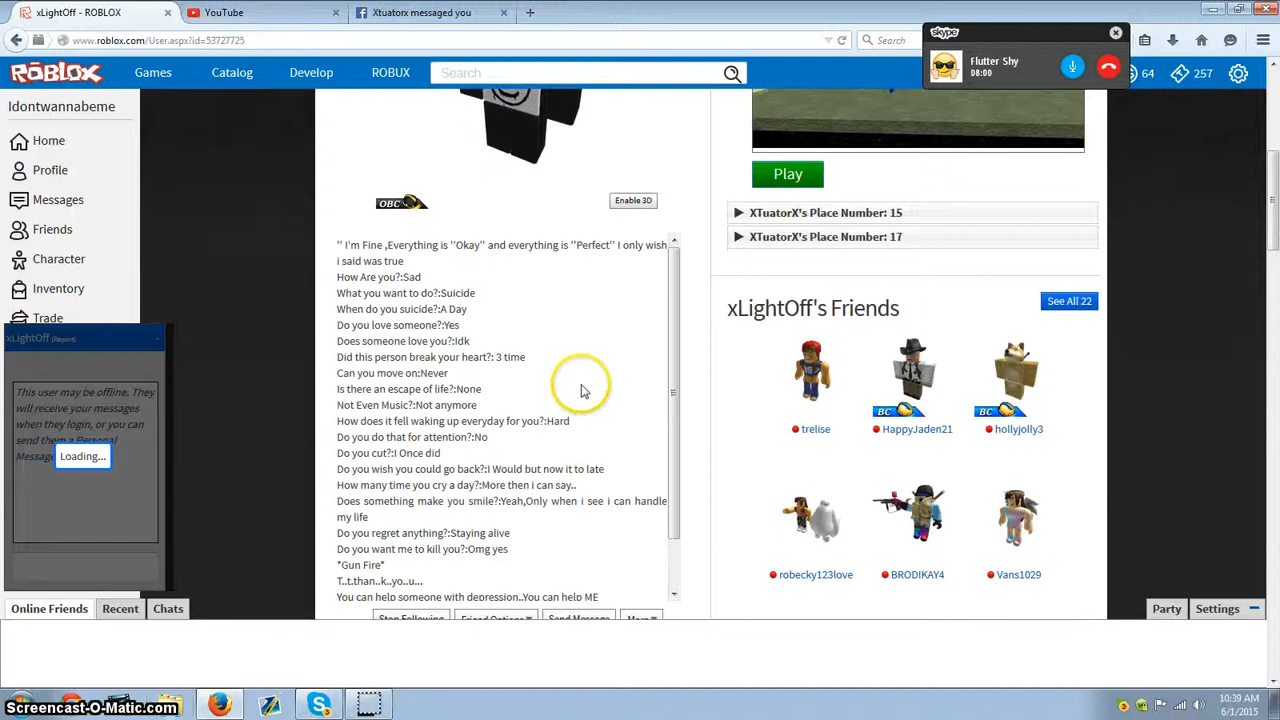 xLightOff - ROBLOX
YouTube
Xtuatorx messaged you
www.roblox.com/User.aspx?id=53727725
Search
skype
Flutter Shy
08:00
ROBLOX
Games
Catalog
Develop
ROBUX
Search
64
257
Idontwannabeme
Home
Profile
Messages
Friends
Character
Inventory
Trade
OBC
Enable 3D
'' I'm Fine ,Everything is ''Okay'' and everything is ''Perfect'' I only wish
i said was true
How Are you?:Sad
What you want to do?:Suicide
When do you suicide?:A Day
Do you love someone?:Yes
Does someone love you?:Idk
Did this person break your heart?: 3 time
Can you move on:Never
Is there an escape of life?:None
Not Even Music?:Not anymore
How does it fell waking up everyday for you?:Hard
Do you do that for attention?:No
Do you cut?:I Once did
Do you wish you could go back?:I Would but now it to late
How many time you cry a day?:More then i can say..
Does something make you smile?:Yeah,Only when i see i can handle
my life
Do you regret anything?:Staying alive
Do you want me to kill you?:Omg yes
*Gun Fire*
T..t.than..k..yo..u...
You can help someone with depression..You can help ME
Stop Following
Friend Options
Send Message
More
Play
XTuatorX's Place Number: 15
XTuatorX's Place Number: 17
xLightOff's Friends
See All 22
trelise
BC
HappyJaden21
BC
hollyjolly3
robecky123love
BRODIKAY4
Vans1029
xLightOff (Report)
This user may be offline. They
will receive your messages
when they login, or you can
send them a Personal
Message
Loading...
Online Friends
Recent
Chats
Party
Settings
Screencast-O-Matic.com
10:39 AM
6/1/2015